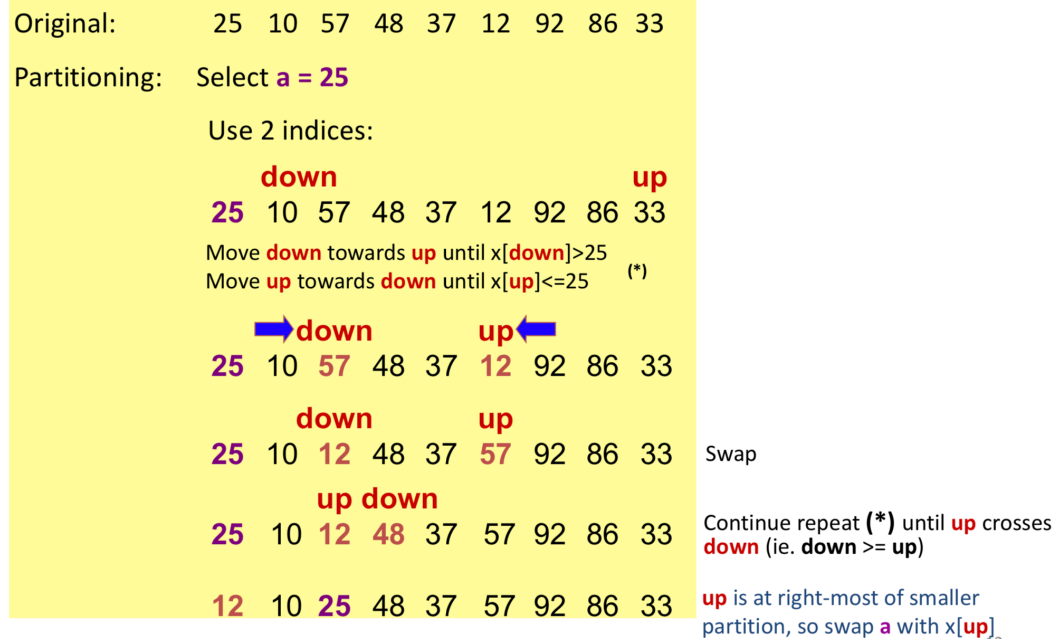 Original: 25 10 57 48 37 12 92 86 33
Partitioning: Select a = 25
Use 2 indices:
down up
25 10 57 48 37 12 92 86 33
Move down towards up until x[down]>25
Move up towards down until x[up]<=25 (*)
down up
25 10 57 48 37 12 92 86 33
down up
25 10 12 48 37 57 92 86 33 Swap
up down
25 10 12 48 37 57 92 86 33
Continue repeat (*) until up crosses
down (ie. down >= up)
12 10 25 48 37 57 92 86 33
up is at right-most of smaller
partition, so swap a with x[up]